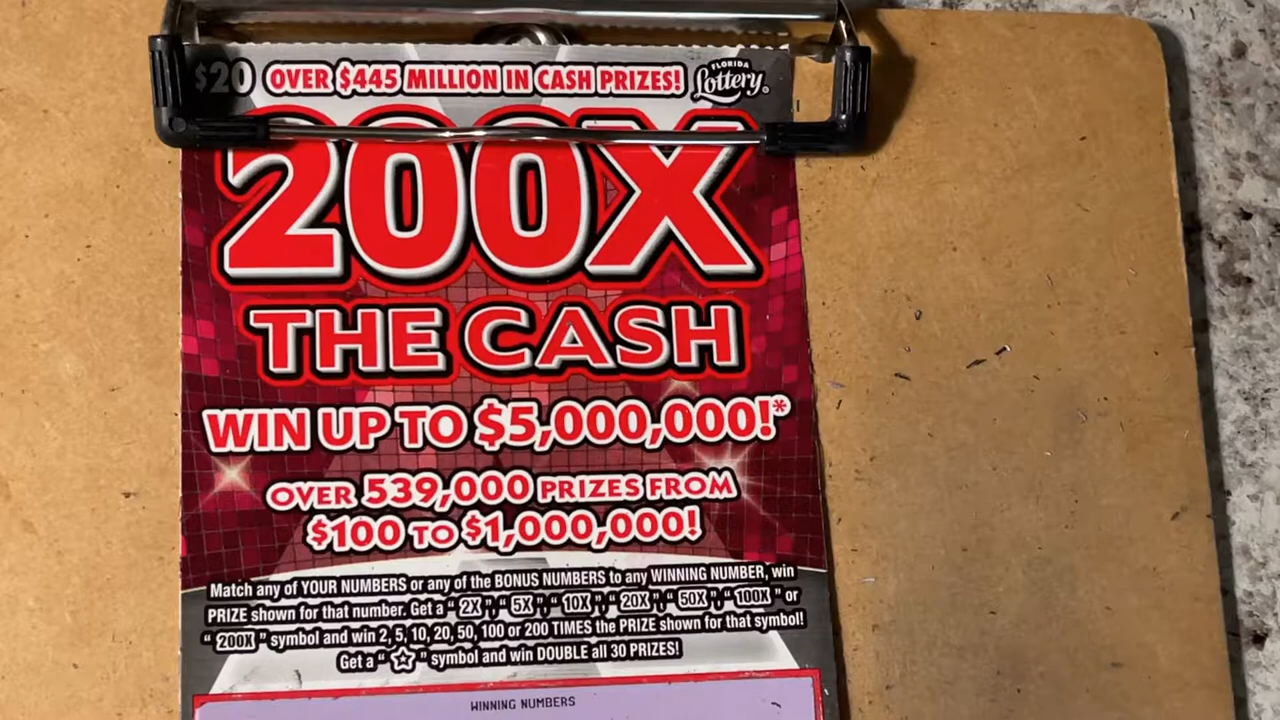 $20 OVER $445 MILLION IN CASH PRIZES! FLORIDA Lottery®
200X
THE CASH
WIN UP TO $5,000,000!*
OVER 539,000 PRIZES FROM
$100 TO $1,000,000!
Match any of YOUR NUMBERS or any of the BONUS NUMBERS to any WINNING NUMBER, win
PRIZE shown for that number. Get a “ 2X ”, “ 5X ”, “ 10X ”, “ 20X ”, “ 50X ”, “ 100X ” or
“ 200X ” symbol and win 2, 5, 10, 20, 50, 100 or 200 TIMES the PRIZE shown for that symbol!
Get a “ ☆ ” symbol and win DOUBLE all 30 PRIZES!
WINNING NUMBERS